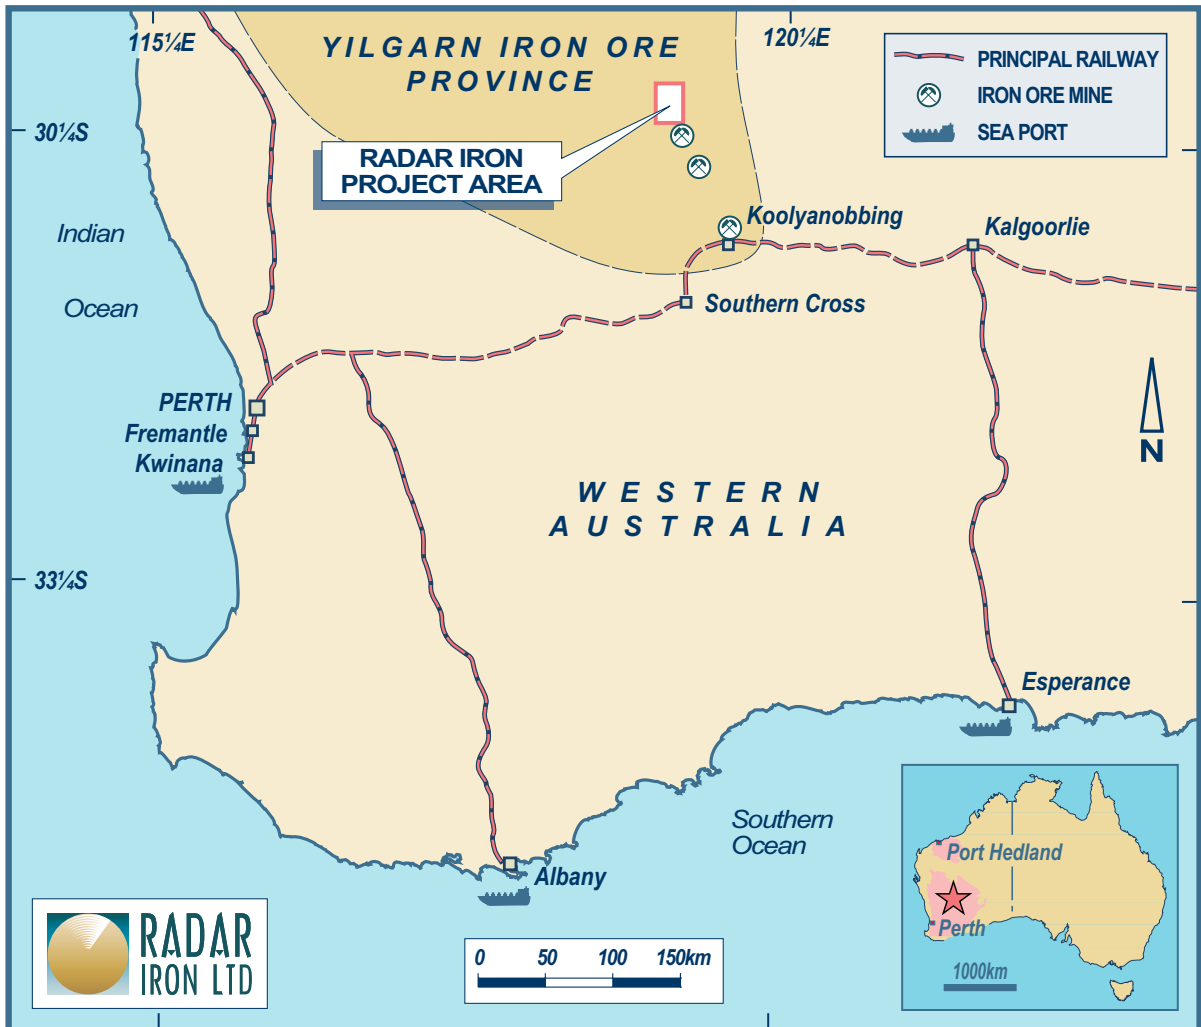 115¼E
120¼E
YILGARN IRON ORE
PROVINCE
PRINCIPAL RAILWAY
IRON ORE MINE
SEA PORT
30¼S
RADAR IRON
PROJECT AREA
Koolyanobbing
Kalgoorlie
Indian
Ocean
Southern Cross
PERTH
Fremantle
Kwinana
N
WESTERN
AUSTRALIA
33¼S
Esperance
Southern
Ocean
Albany
Port Hedland
Perth
1000km
RADAR
IRON LTD
0 50 100 150km